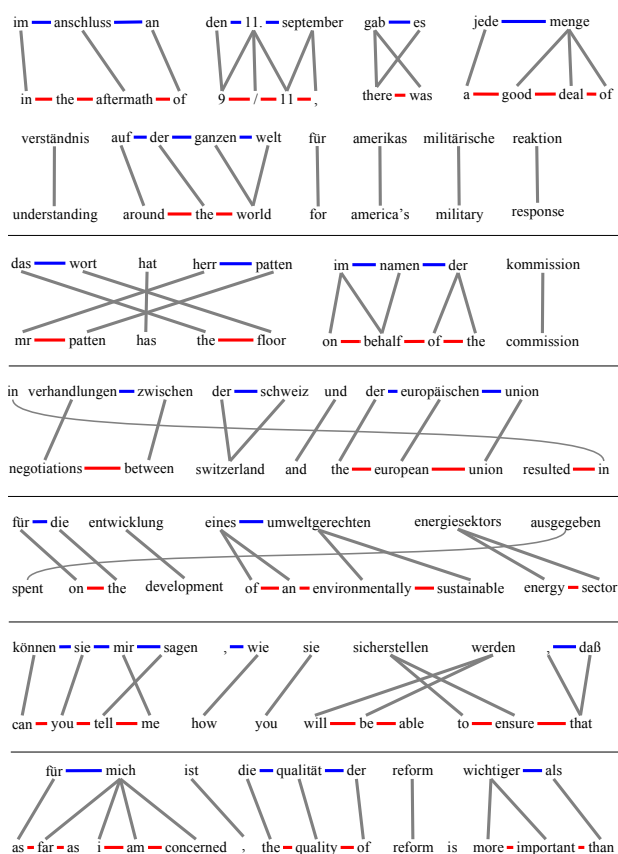 im anschluss an den 11. september gab es jede menge
in the aftermath of 9 / 11 , there was a good deal of
verständnis auf der ganzen welt für amerikas militärische reaktion
understanding around the world for america's military response
das wort hat herr patten im namen der kommission
mr patten has the floor on behalf of the commission
in verhandlungen zwischen der schweiz und der europäischen union
negotiations between switzerland and the european union resulted in
für die entwicklung eines umweltgerechten energiesektors ausgegeben
spent on the development of an environmentally sustainable energy sector
können sie mir sagen , wie sie sicherstellen werden , daß
can you tell me how you will be able to ensure that
für mich ist die qualität der reform wichtiger als
as far as i am concerned , the quality of reform is more important than